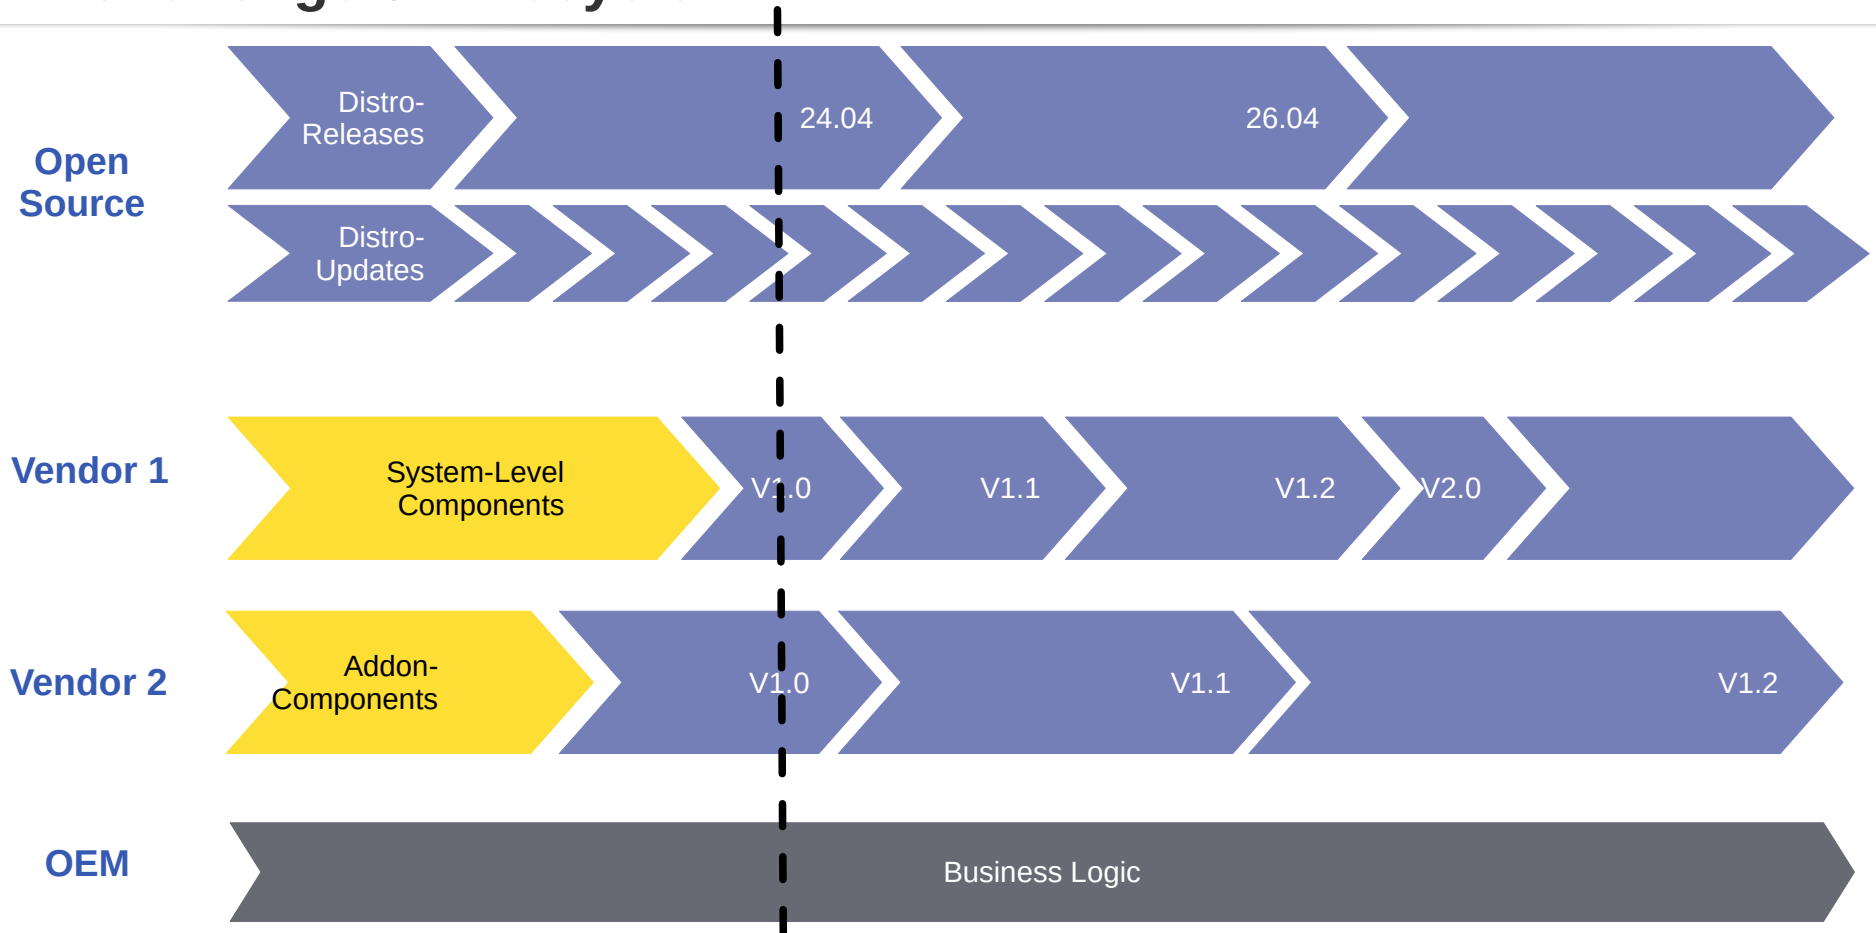 Open
Source
Distro-
Releases
24.04
26.04
Distro-
Updates
Vendor 1
System-Level
Components
V1.0
V1.1
V1.2
V2.0
Vendor 2
Addon-
Components
V1.0
V1.1
V1.2
OEM
Business Logic